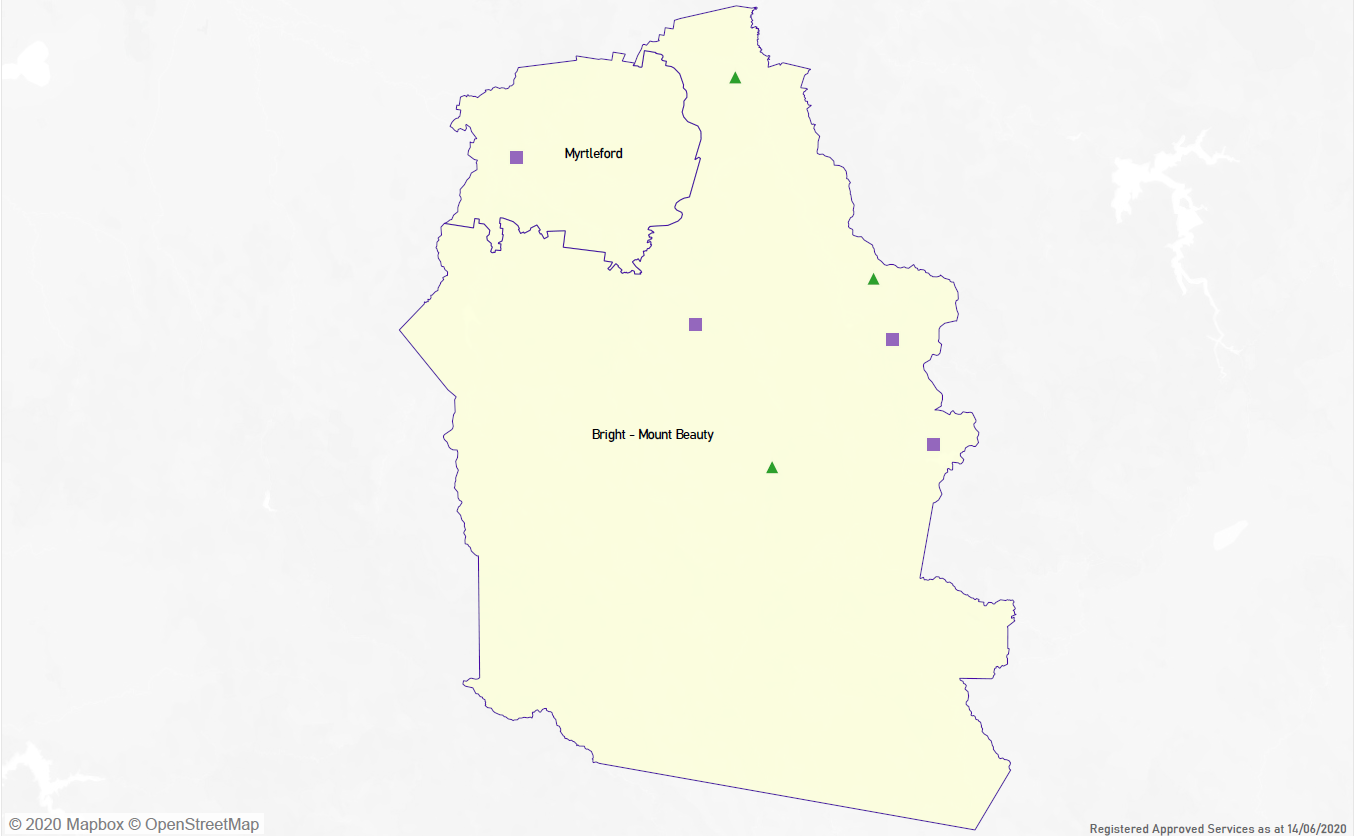 Myrtleford
Bright - Mount Beauty
© 2020 Mapbox © OpenStreetMap
Registered Approved Services as at 14/06/2020